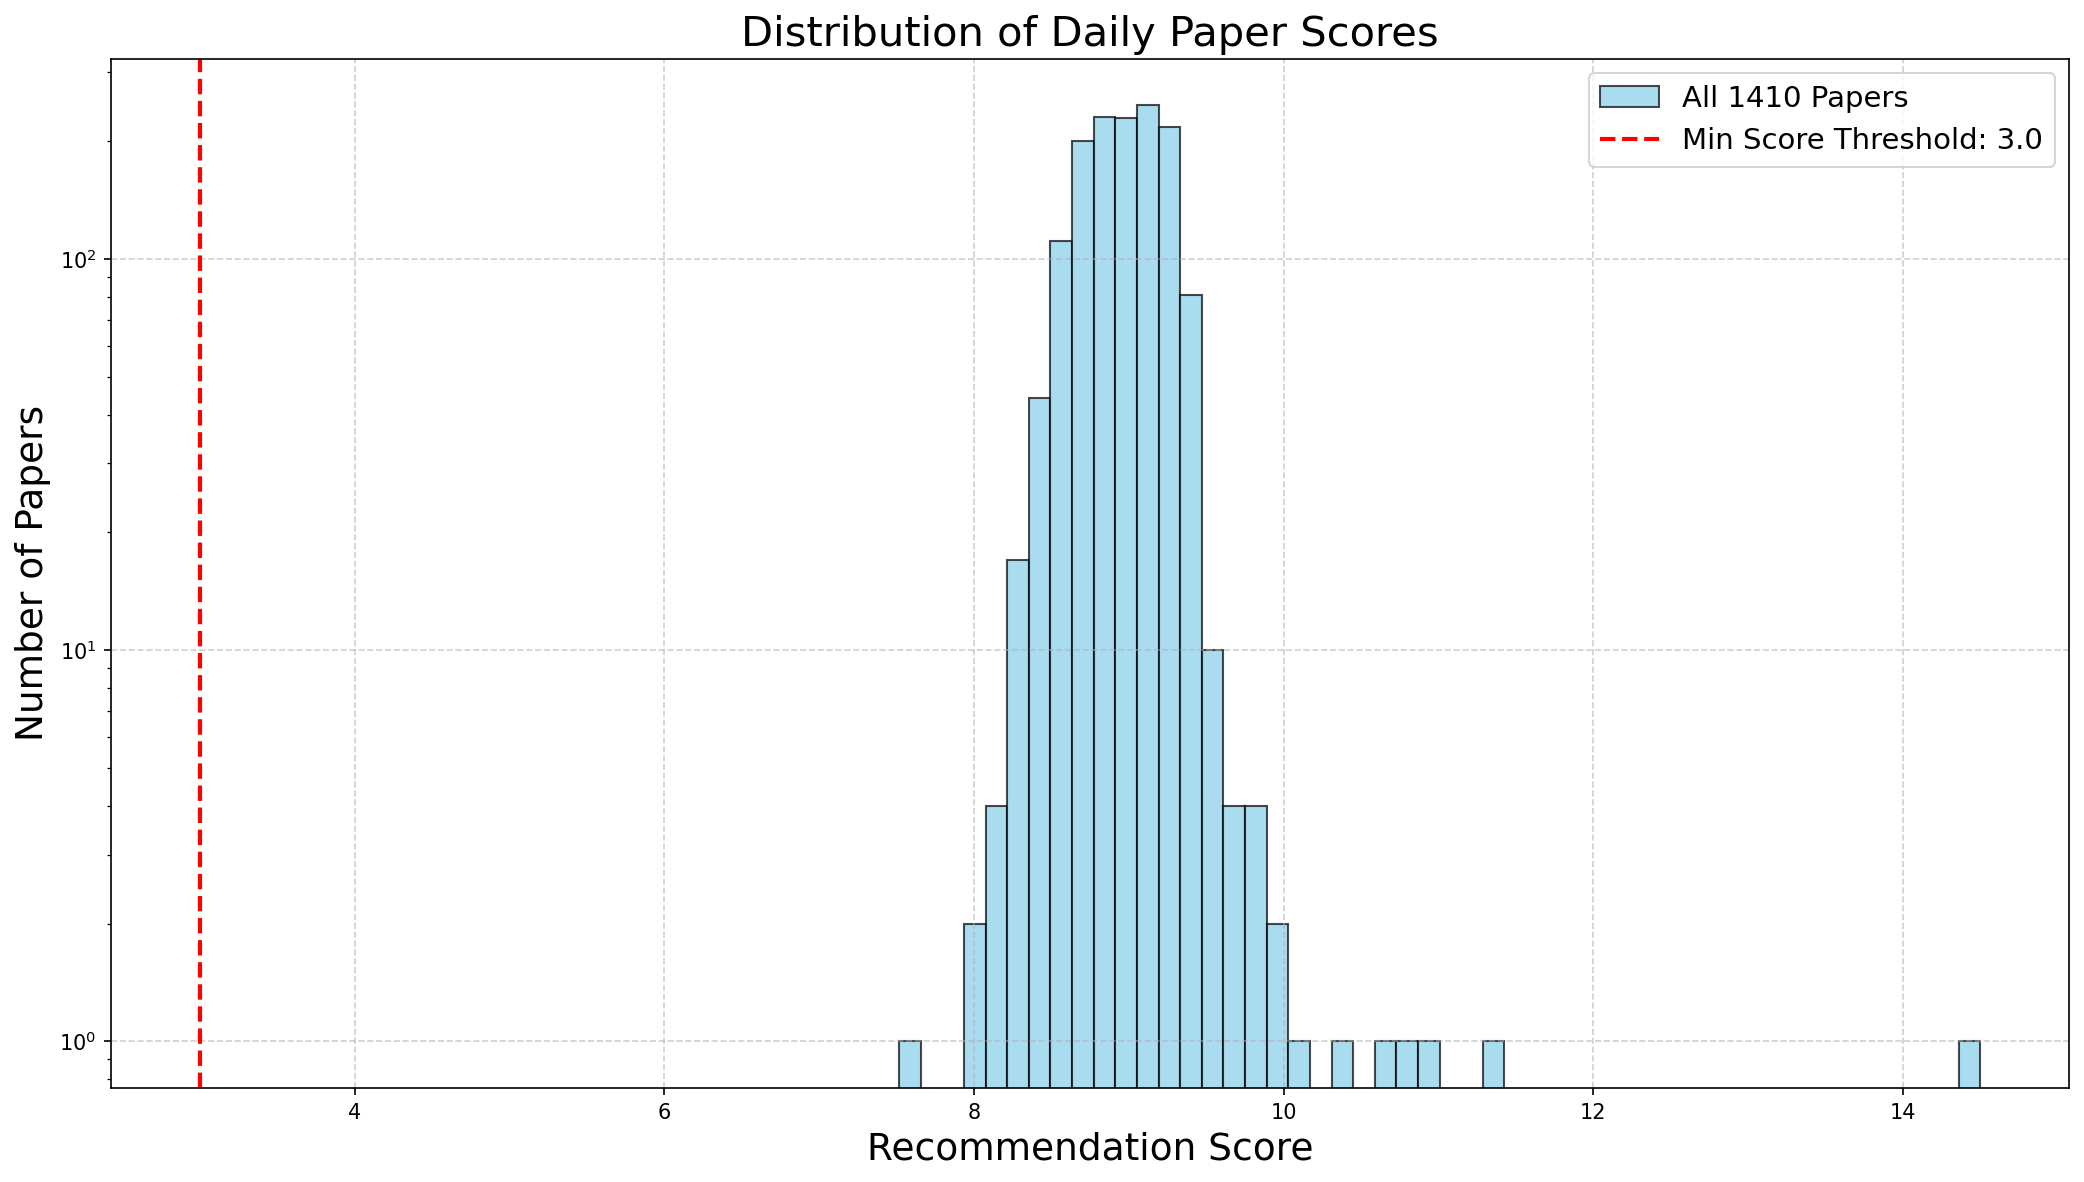 Distribution of Daily Paper Scores
All 1410 Papers
Min Score Threshold: 3.0
Number of Papers
10²
10¹
10⁰
4 6 8 10 12 14
Recommendation Score